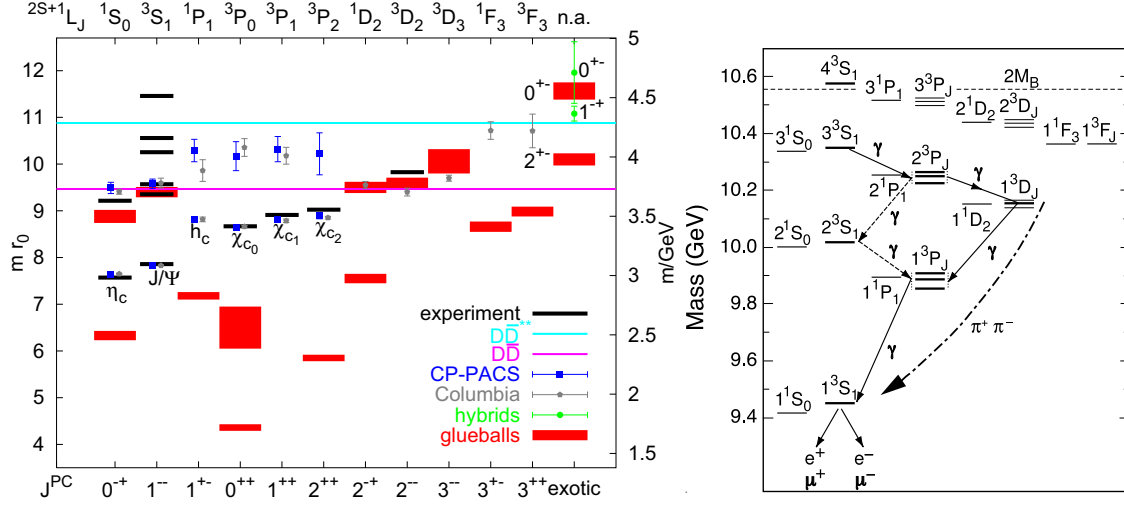 2S+1L_J 1S0 3S1 1P1 3P0 3P1 3P2 1D2 3D2 3D3 1F3 3F3 n.a.
12
11
10
9
8
7
6
5
4
m r0
5
4.5
4
3.5
3
2.5
2
1.5
m/GeV
0+-
0+-
1-+
2+-
hc χc0 χc1 χc2
ηc J/Ψ
experiment
DD̅**
DD̅
CP-PACS
Columbia
hybrids
glueballs
J^PC 0-+ 1-- 1+- 0++ 1++ 2++ 2-+ 2-- 3-- 3+- 3++ exotic
10.6
10.4
10.2
10.0
9.8
9.6
9.4
Mass (GeV)
4³S1 3¹P1 3³PJ 2MB
2¹D2 2³DJ
3¹S0 3³S1 1¹F3 1³FJ
γ 2³PJ γ
2¹P1 1³DJ
1¹D2
γ
2¹S0 2³S1
γ γ
1³PJ
1¹P1
π+ π−
γ
1¹S0 1³S1
e+ e−
μ+ μ−